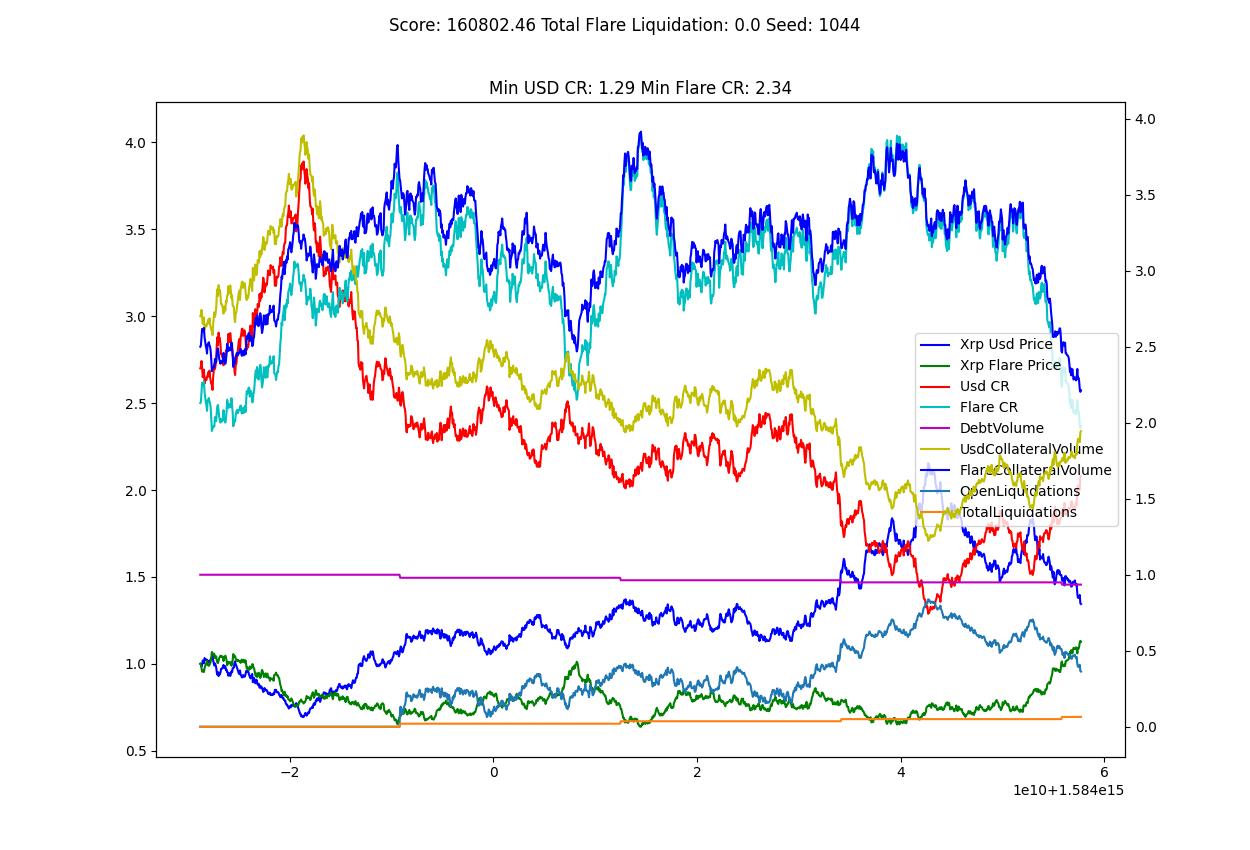 Score: 160802.46 Total Flare Liquidation: 0.0 Seed: 1044
Min USD CR: 1.29 Min Flare CR: 2.34
4.0
3.5
3.0
2.5
2.0
1.5
1.0
0.5
4.0
3.5
3.0
2.5
2.0
1.5
1.0
0.5
0.0
Xrp Usd Price
Xrp Flare Price
Usd CR
Flare CR
DebtVolume
UsdCollateralVolume
FlareCollateralVolume
OpenLiquidations
TotalLiquidations
−2 0 2 4 6
1e10+1.584e15